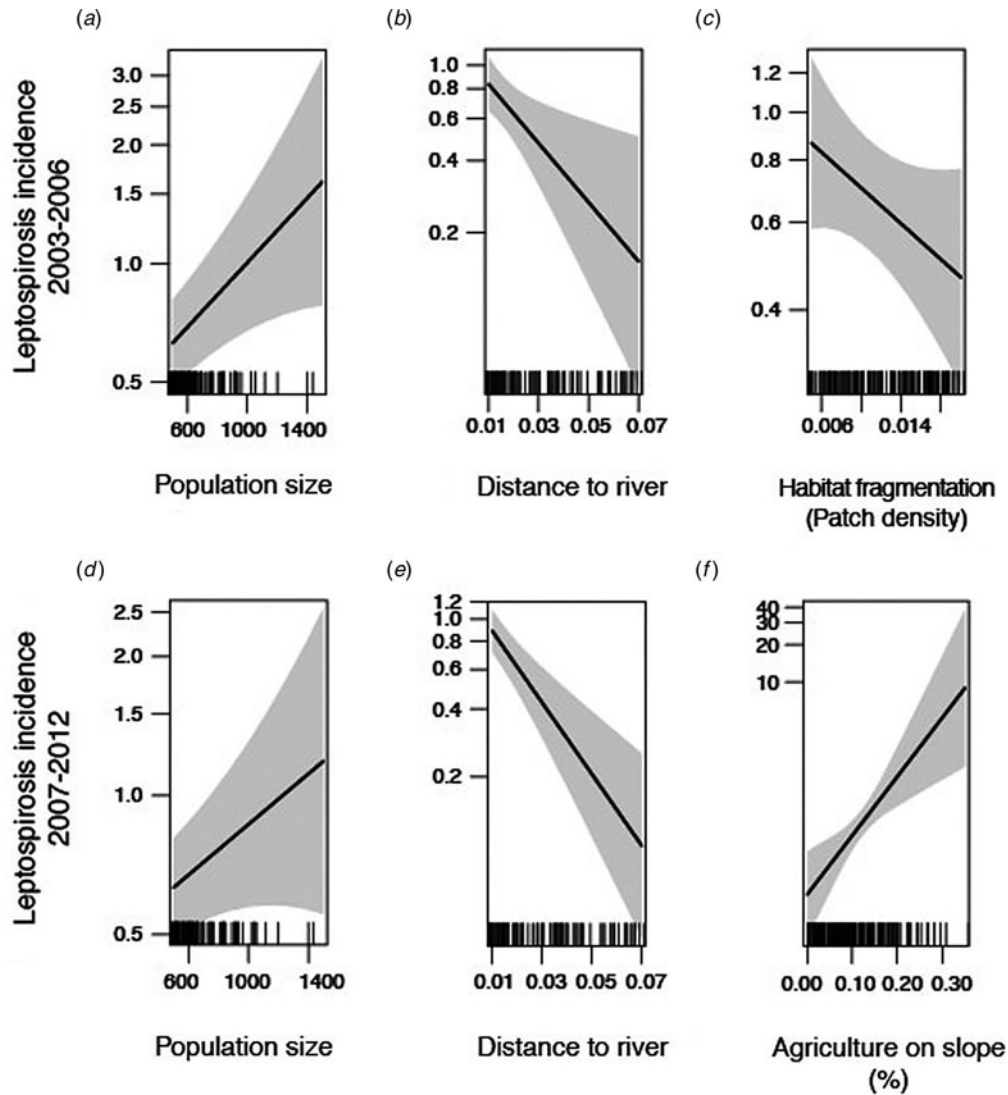 (a)
(b)
(c)
Leptospirosis incidence
2003-2006
3.0
2.5
2.0
1.5
1.0
0.5
600 1000 1400
Population size
1.0
0.8
0.6
0.4
0.2
0.01 0.03 0.05 0.07
Distance to river
1.2
1.0
0.8
0.6
0.4
0.006 0.014
Habitat fragmentation
(Patch density)
(d)
(e)
(f)
Leptospirosis incidence
2007-2012
2.5
2.0
1.5
1.0
0.5
600 1000 1400
Population size
1.2
1.0
0.8
0.6
0.4
0.2
0.01 0.03 0.05 0.07
Distance to river
40
30
20
10
0.00 0.10 0.20 0.30
Agriculture on slope
(%)